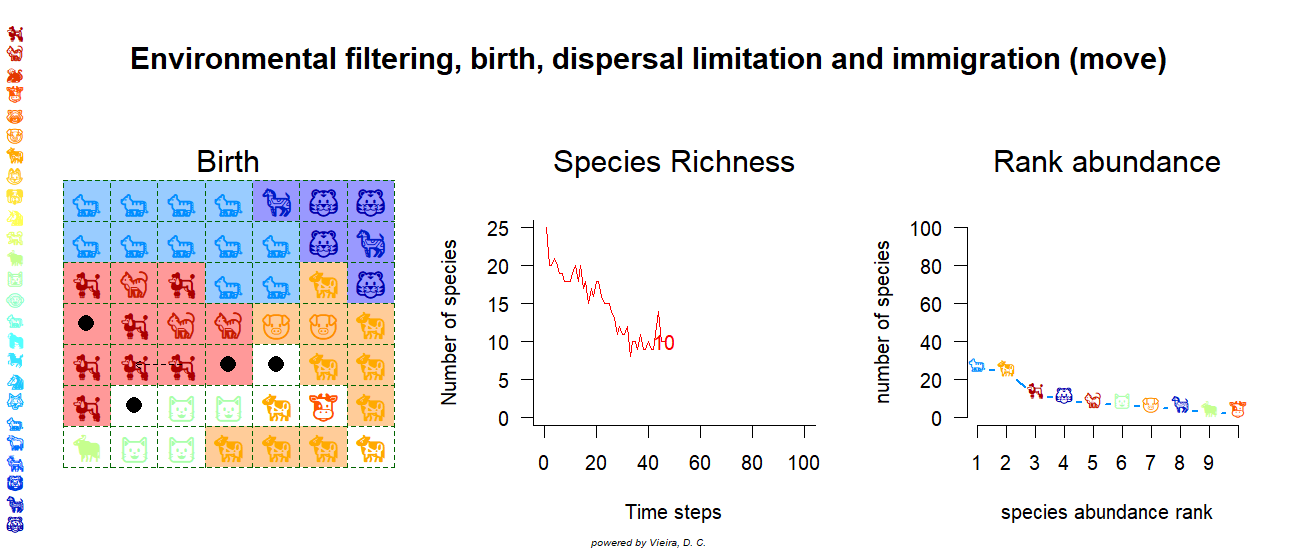 Environmental filtering, birth, dispersal limitation and immigration (move)
Birth
Species Richness
Number of species
25
20
15
10
5
0
10
0 20 40 60 80 100
Time steps
Rank abundance
number of species
100
80
60
40
20
0
1 2 3 4 5 6 7 8 9
species abundance rank
powered by Vieira, D. C.